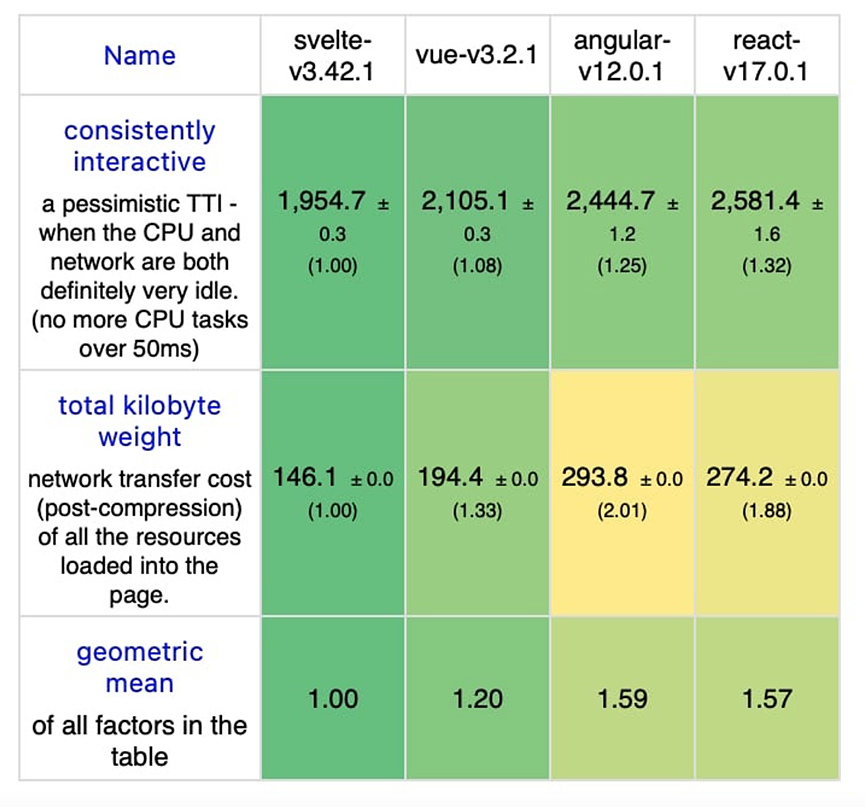 Name
svelte-
v3.42.1
vue-v3.2.1
angular-
v12.0.1
react-
v17.0.1
consistently
interactive
a pessimistic TTI -
when the CPU and
network are both
definitely very idle.
(no more CPU tasks
over 50ms)
1,954.7 ±
0.3
(1.00)
2,105.1 ±
0.3
(1.08)
2,444.7 ±
1.2
(1.25)
2,581.4 ±
1.6
(1.32)
total kilobyte
weight
network transfer cost
(post-compression)
of all the resources
loaded into the
page.
146.1 ±0.0
(1.00)
194.4 ±0.0
(1.33)
293.8 ±0.0
(2.01)
274.2 ±0.0
(1.88)
geometric
mean
of all factors in the
table
1.00
1.20
1.59
1.57